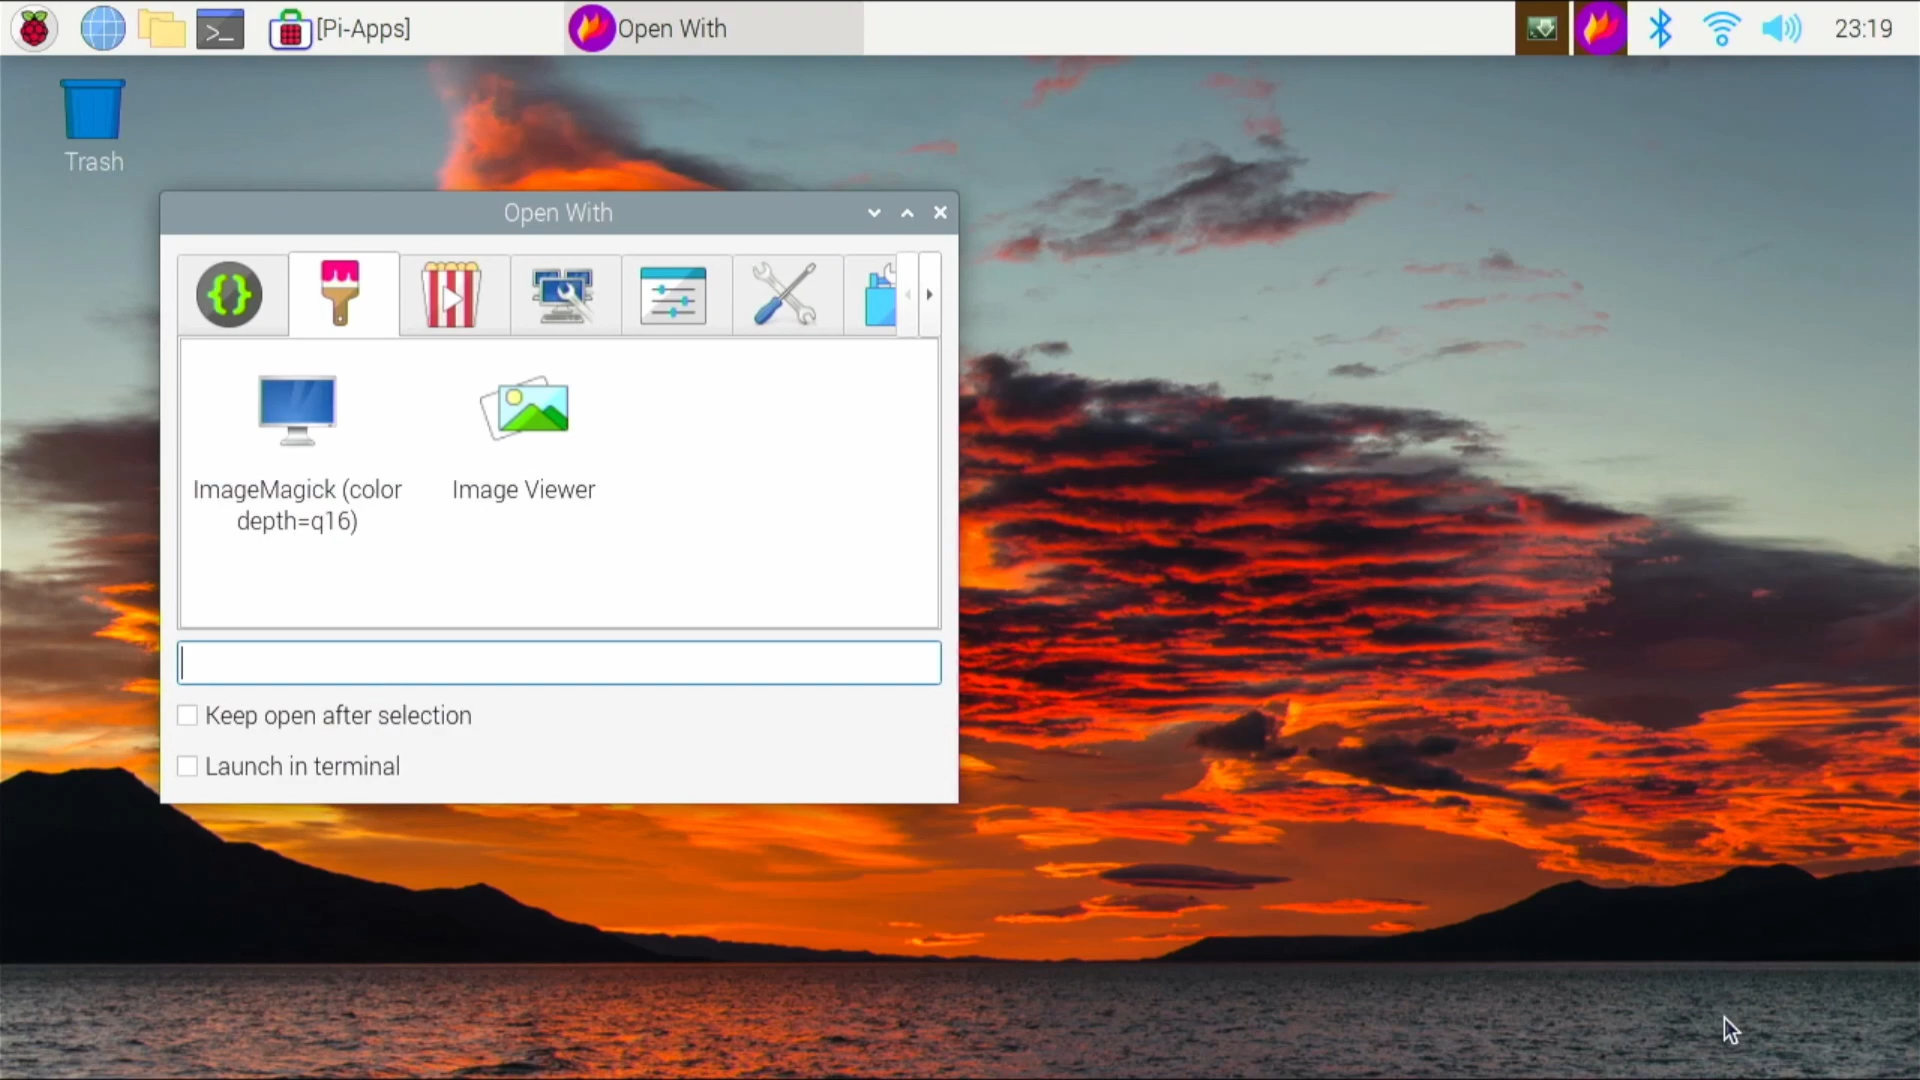 [Pi-Apps]
Open With
23:19
Trash
Open With
ImageMagick (color
depth=q16)
Image Viewer
Keep open after selection
Launch in terminal